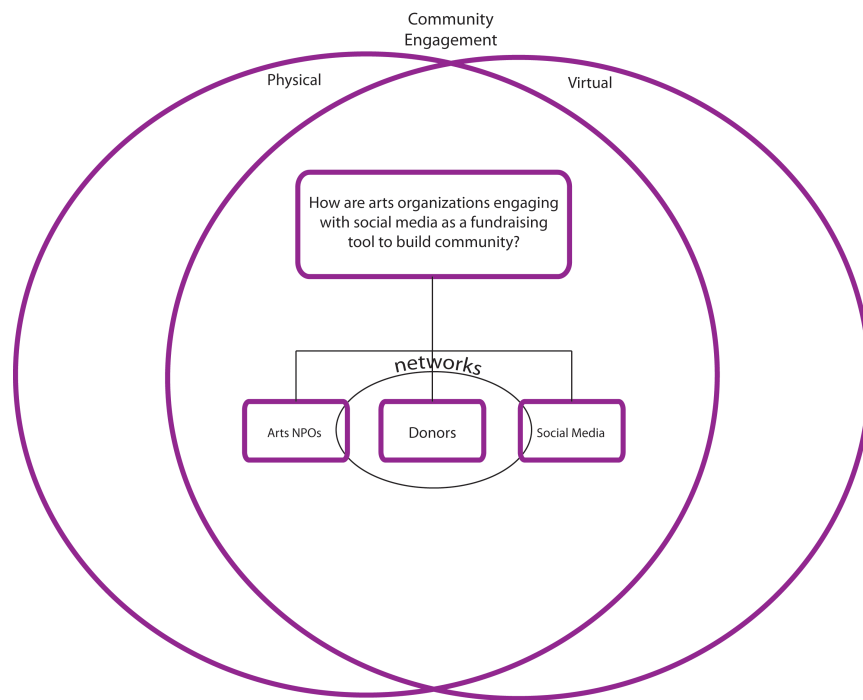 Community
Engagement
Physical
Virtual
How are arts organizations engaging
with social media as a fundraising
tool to build community?
networks
Arts NPOs
Donors
Social Media